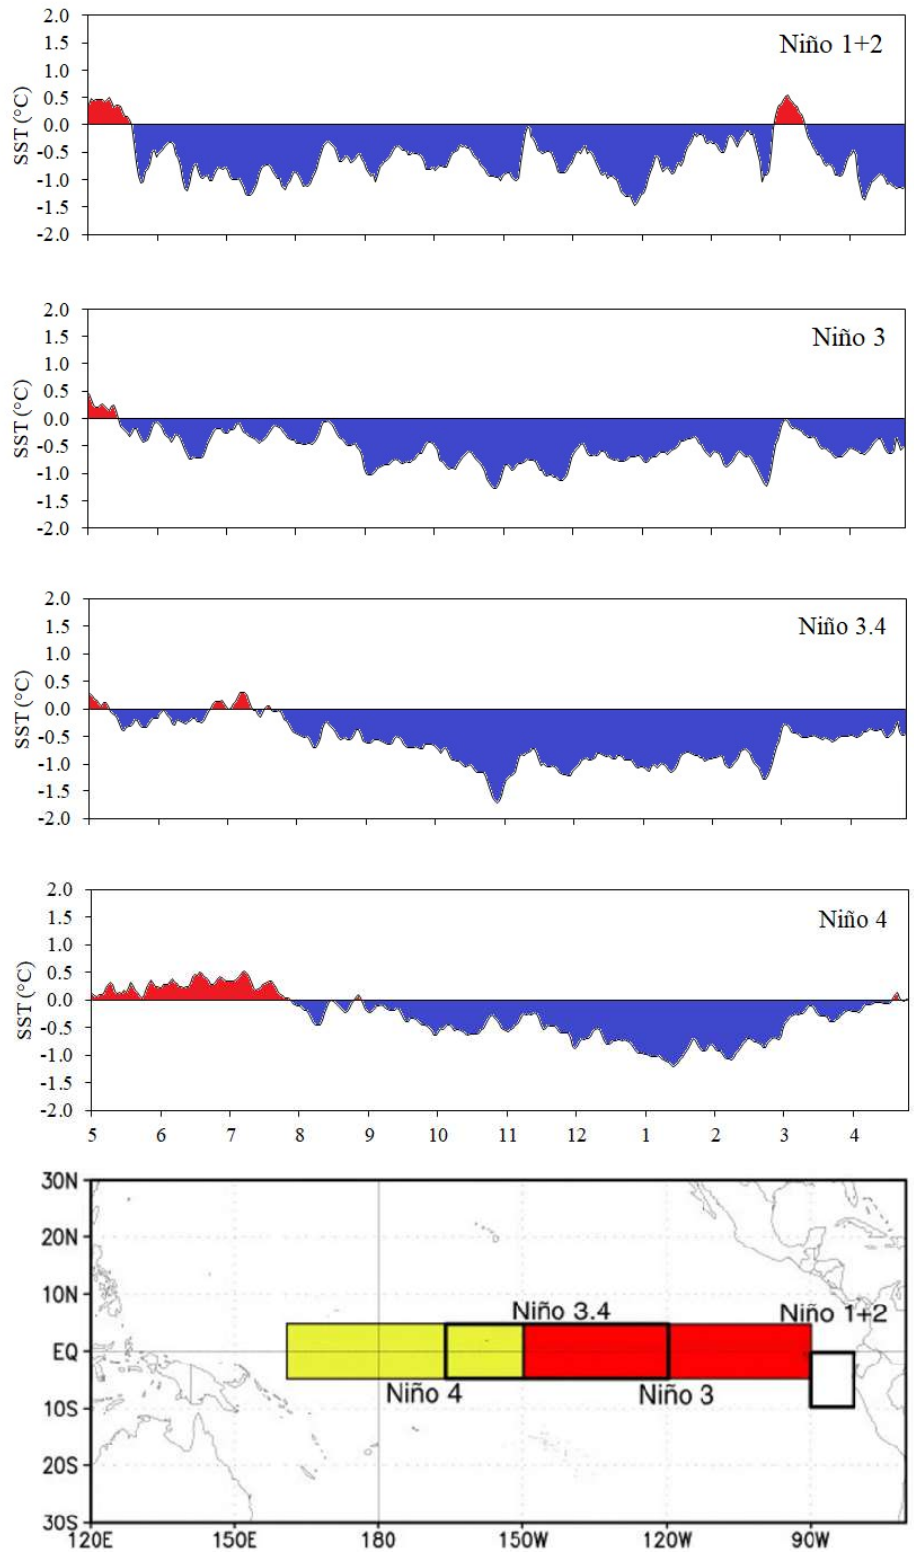 2.0
1.5
1.0
0.5
0.0
-0.5
-1.0
-1.5
-2.0
SST (°C)
Niño 1+2
2.0
1.5
1.0
0.5
0.0
-0.5
-1.0
-1.5
-2.0
SST (°C)
Niño 3
2.0
1.5
1.0
0.5
0.0
-0.5
-1.0
-1.5
-2.0
SST (°C)
Niño 3.4
2.0
1.5
1.0
0.5
0.0
-0.5
-1.0
-1.5
-2.0
SST (°C)
Niño 4
5 6 7 8 9 10 11 12 1 2 3 4
30N
20N
10N
EQ
10S
20S
30S
Niño 3.4 Niño 1+2
Niño 4 Niño 3
120E 150E 180 150W 120W 90W